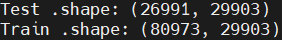 Test .shape: (26991, 29903)
Train .shape: (80973, 29903)